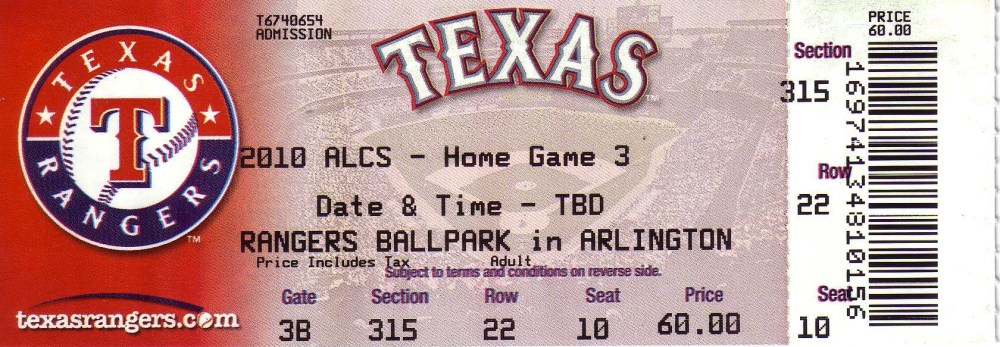 T6740654
ADMISSION
TEXAS
TM
TEXAS
T
RANGERS
TM
2010 ALCS - Home Game 3
Date & Time - TBD
RANGERS BALLPARK in ARLINGTON
Price Includes Tax Adult
Subject to terms and conditions on reverse side.
Gate Section Row Seat Price
3B 315 22 10 60.00
texasrangers.com
PRICE
60.00
Section
315
Row
22
Seat
10
16974134810156